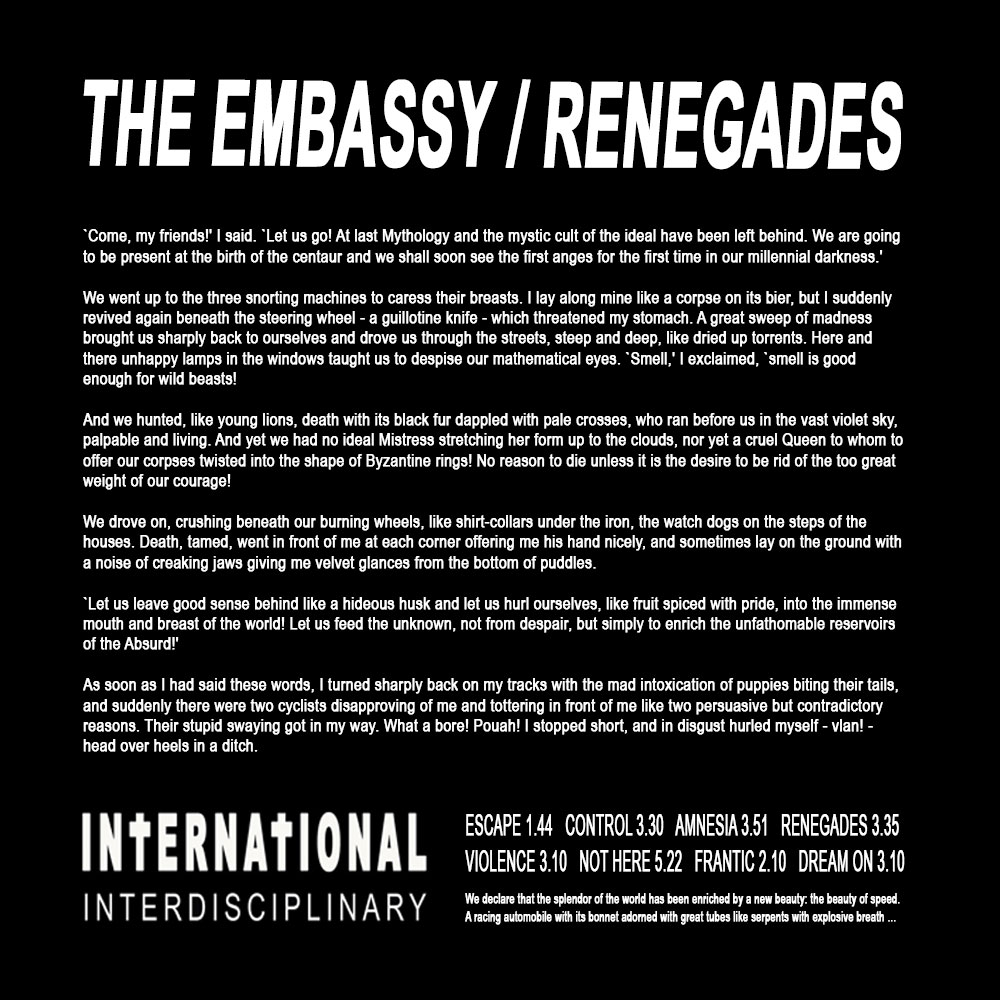 THE EMBASSY / RENEGADES
`Come, my friends!' I said. `Let us go! At last Mythology and the mystic cult of the ideal have been left behind. We are going
to be present at the birth of the centaur and we shall soon see the first anges for the first time in our millennial darkness.'
We went up to the three snorting machines to caress their breasts. I lay along mine like a corpse on its bier, but I suddenly
revived again beneath the steering wheel - a guillotine knife - which threatened my stomach. A great sweep of madness
brought us sharply back to ourselves and drove us through the streets, steep and deep, like dried up torrents. Here and
there unhappy lamps in the windows taught us to despise our mathematical eyes. `Smell,' I exclaimed, `smell is good
enough for wild beasts!
And we hunted, like young lions, death with its black fur dappled with pale crosses, who ran before us in the vast violet sky,
palpable and living. And yet we had no ideal Mistress stretching her form up to the clouds, nor yet a cruel Queen to whom to
offer our corpses twisted into the shape of Byzantine rings! No reason to die unless it is the desire to be rid of the too great
weight of our courage!
We drove on, crushing beneath our burning wheels, like shirt-collars under the iron, the watch dogs on the steps of the
houses. Death, tamed, went in front of me at each corner offering me his hand nicely, and sometimes lay on the ground with
a noise of creaking jaws giving me velvet glances from the bottom of puddles.
`Let us leave good sense behind like a hideous husk and let us hurl ourselves, like fruit spiced with pride, into the immense
mouth and breast of the world! Let us feed the unknown, not from despair, but simply to enrich the unfathomable reservoirs
of the Absurd!'
As soon as I had said these words, I turned sharply back on my tracks with the mad intoxication of puppies biting their tails,
and suddenly there were two cyclists disapproving of me and tottering in front of me like two persuasive but contradictory
reasons. Their stupid swaying got in my way. What a bore! Pouah! I stopped short, and in disgust hurled myself - vlan! -
head over heels in a ditch.
INTERNATIONAL
INTERDISCIPLINARY
ESCAPE 1.44 CONTROL 3.30 AMNESIA 3.51 RENEGADES 3.35
VIOLENCE 3.10 NOT HERE 5.22 FRANTIC 2.10 DREAM ON 3.10
We declare that the splendor of the world has been enriched by a new beauty: the beauty of speed.
A racing automobile with its bonnet adorned with great tubes like serpents with explosive breath ...